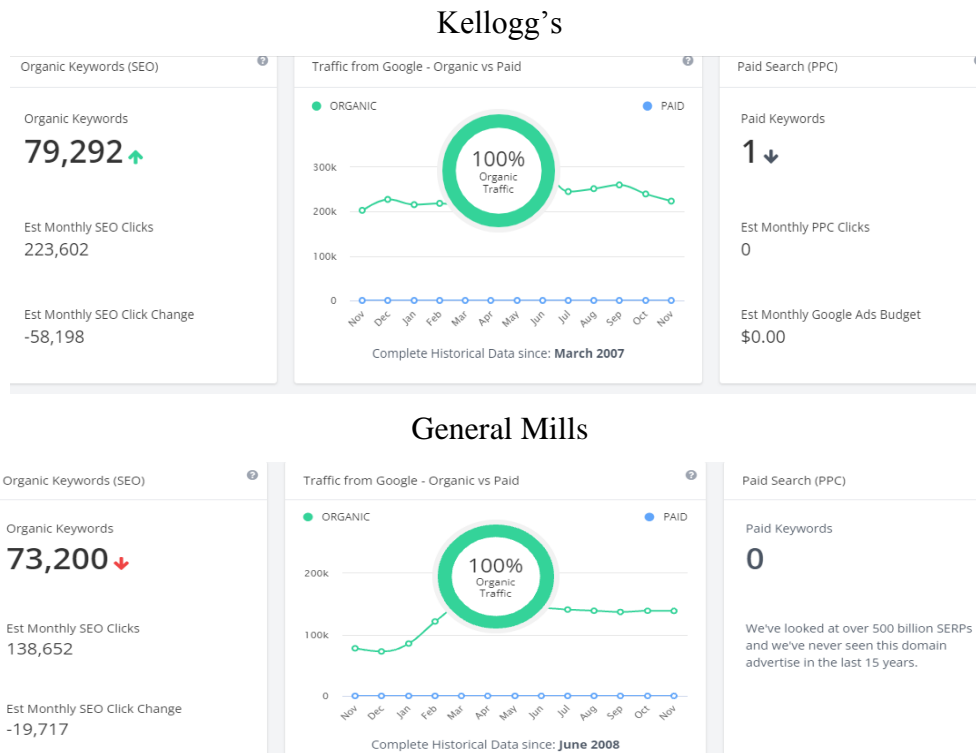 Kellogg's
Organic Keywords (SEO)
Organic Keywords
79,292
Est Monthly SEO Clicks
223,602
Est Monthly SEO Click Change
-58,198
Traffic from Google - Organic vs Paid
ORGANIC
PAID
100%
Organic
Traffic
300k
200k
100k
0
Nov Dec Jan Feb Mar Apr May Jun Jul Aug Sep Oct Nov
Complete Historical Data since: March 2007
Paid Search (PPC)
Paid Keywords
1
Est Monthly PPC Clicks
0
Est Monthly Google Ads Budget
$0.00
General Mills
Organic Keywords (SEO)
Organic Keywords
73,200
Est Monthly SEO Clicks
138,652
Est Monthly SEO Click Change
-19,717
Traffic from Google - Organic vs Paid
ORGANIC
PAID
100%
Organic
Traffic
200k
100k
0
Nov Dec Jan Feb Mar Apr May Jun Jul Aug Sep Oct Nov
Complete Historical Data since: June 2008
Paid Search (PPC)
Paid Keywords
0
We've looked at over 500 billion SERPs
and we've never seen this domain
advertise in the last 15 years.